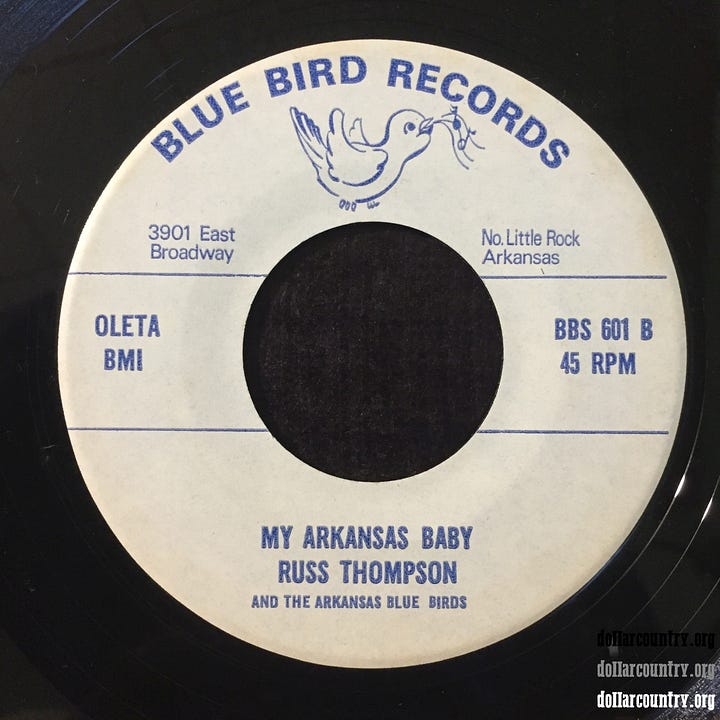 BLUE BIRD RECORDS
3901 East
Broadway
No. Little Rock
Arkansas
OLETA
BMI
BBS 601 B
45 RPM
MY ARKANSAS BABY
RUSS THOMPSON
AND THE ARKANSAS BLUE BIRDS
dollarcountry.org
dollarcountry.org
dollarcountry.org